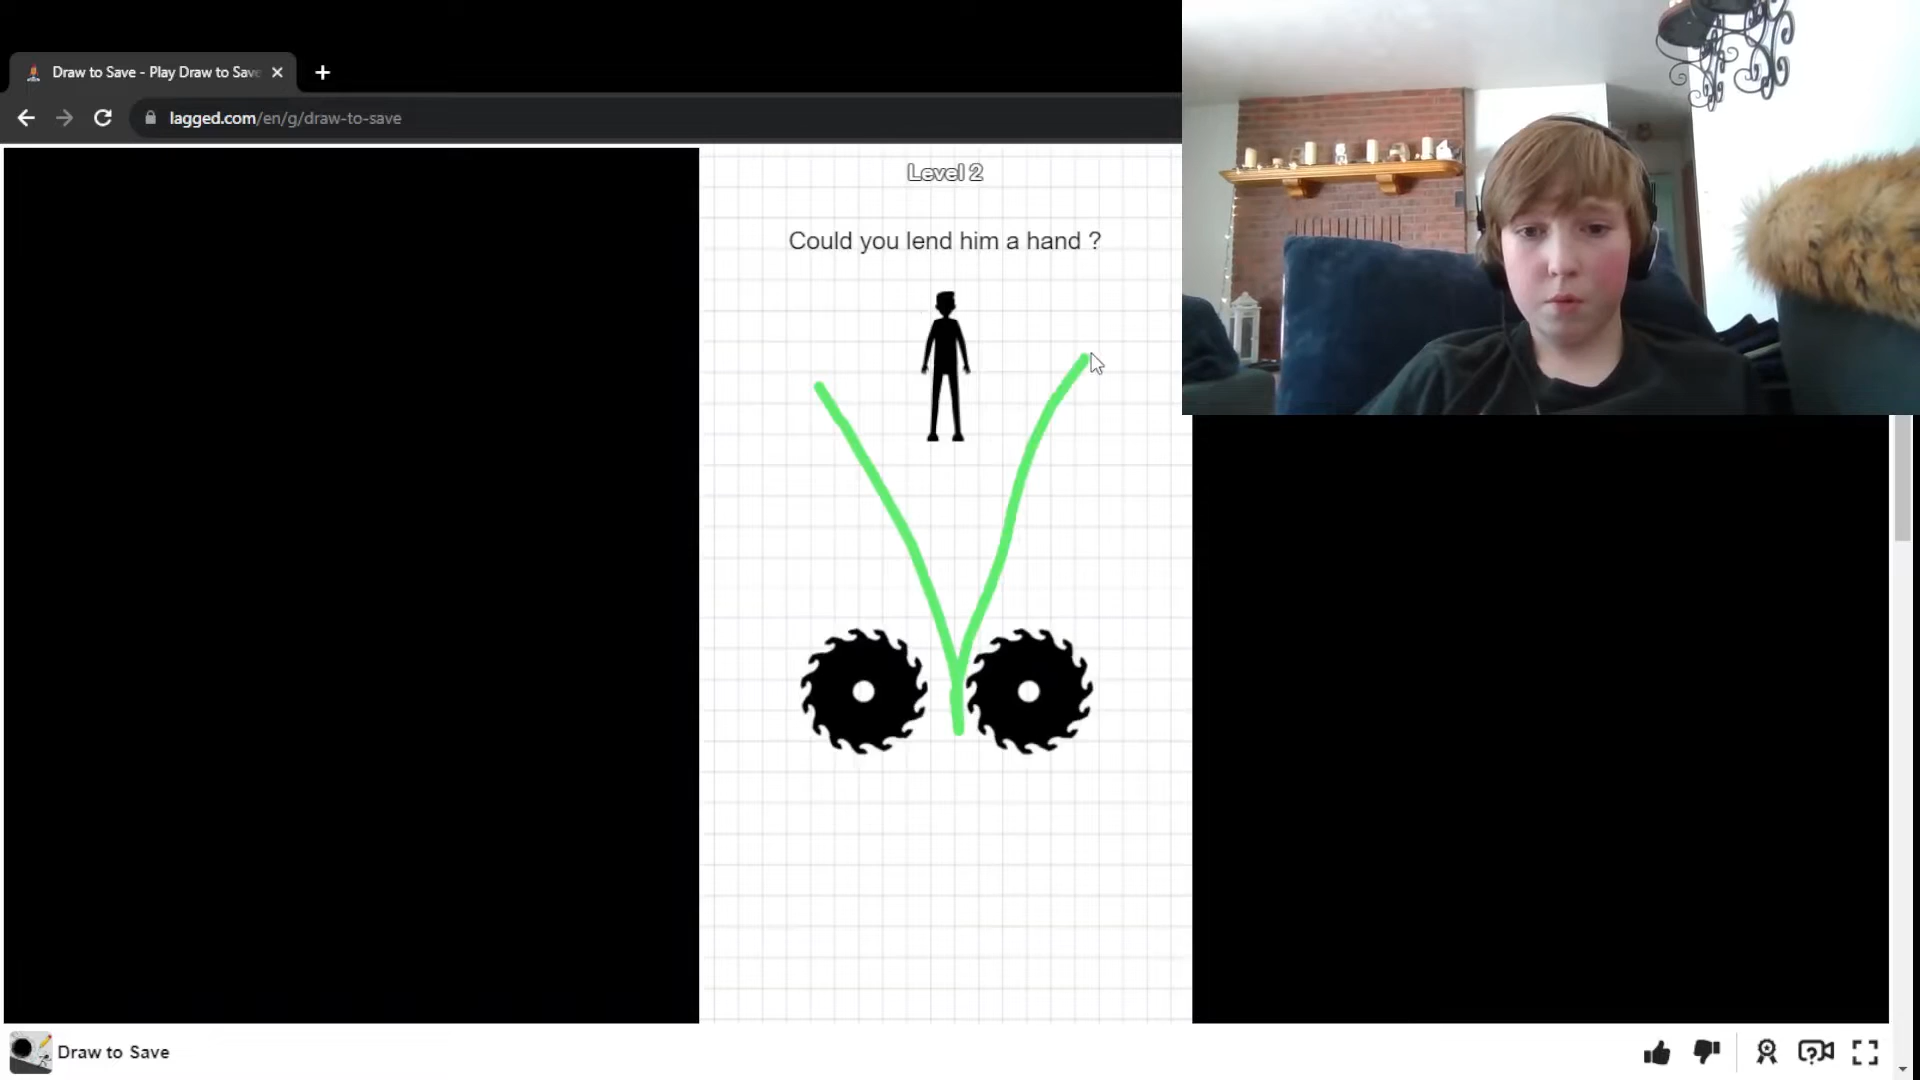 Draw to Save - Play Draw to Save
lagged.com/en/g/draw-to-save
Level 2
Could you lend him a hand ?
Draw to Save